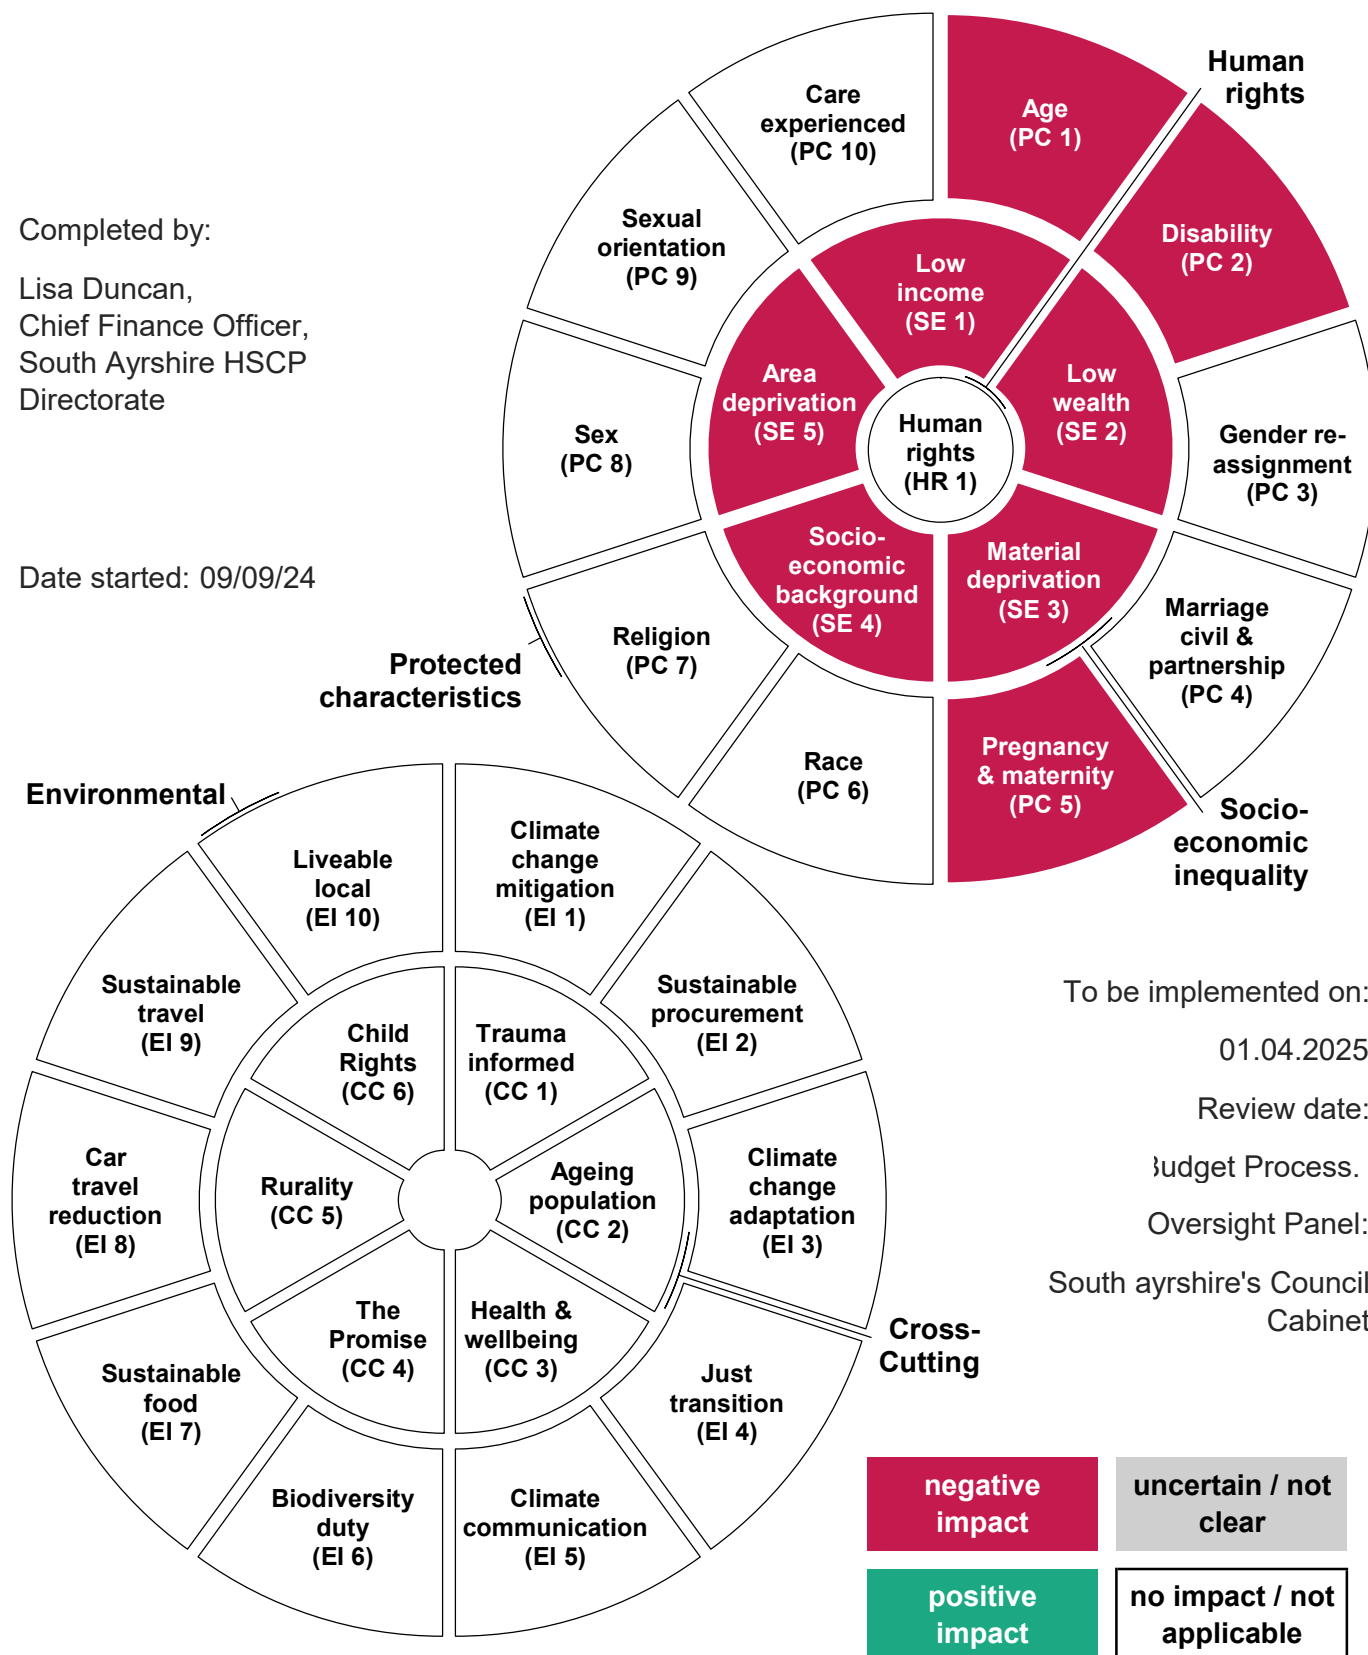 Completed by:
Lisa Duncan,
Chief Finance Officer,
South Ayrshire HSCP
Directorate
Date started: 09/09/24
Human
rights
Age
(PC 1)
Disability
(PC 2)
Gender re-
assignment
(PC 3)
Marriage
civil &
partnership
(PC 4)
Pregnancy
& maternity
(PC 5)
Race
(PC 6)
Religion
(PC 7)
Sex
(PC 8)
Sexual
orientation
(PC 9)
Care
experienced
(PC 10)
Low
income
(SE 1)
Low
wealth
(SE 2)
Material
deprivation
(SE 3)
Socio-
economic
background
(SE 4)
Area
deprivation
(SE 5)
Human
rights
(HR 1)
Protected
characteristics
Socio-
economic
inequality
Environmental
Climate
change
mitigation
(EI 1)
Sustainable
procurement
(EI 2)
Climate
change
adaptation
(EI 3)
Just
transition
(EI 4)
Climate
communication
(EI 5)
Biodiversity
duty
(EI 6)
Sustainable
food
(EI 7)
Car
travel
reduction
(EI 8)
Sustainable
travel
(EI 9)
Liveable
local
(EI 10)
Trauma
informed
(CC 1)
Ageing
population
(CC 2)
Health &
wellbeing
(CC 3)
The
Promise
(CC 4)
Rurality
(CC 5)
Child
Rights
(CC 6)
Cross-
Cutting
To be implemented on:
01.04.2025
Review date:
Budget Process.
Oversight Panel:
South ayrshire's Council
Cabinet
negative
impact
uncertain / not
clear
positive
impact
no impact / not
applicable